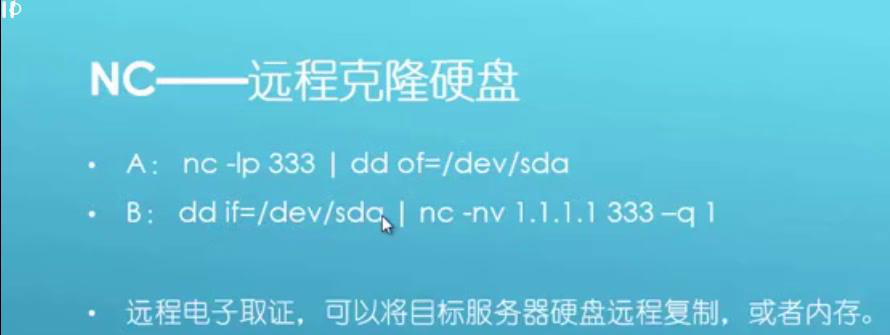 NC——远程克隆硬盘
• A： nc -lp 333 | dd of=/dev/sda
• B： dd if=/dev/sda | nc -nv 1.1.1.1 333 –q 1
• 远程电子取证，可以将目标服务器硬盘远程复制，或者内存。